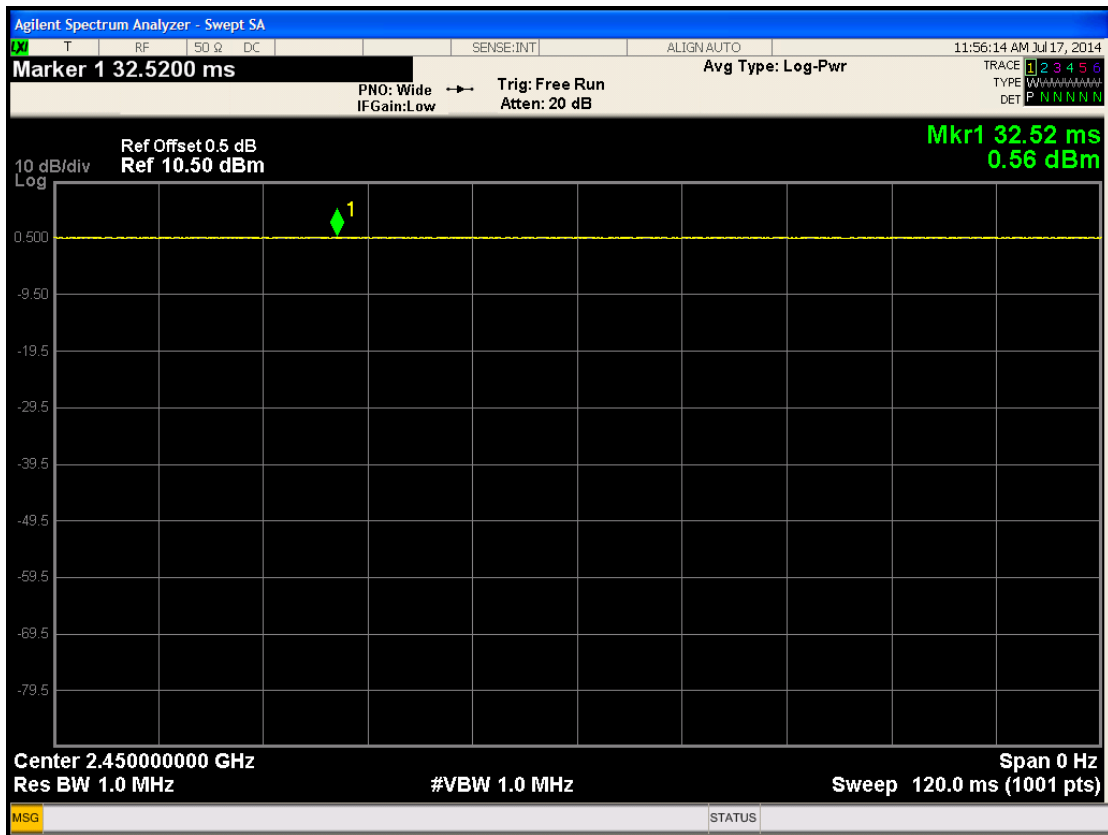 Agilent Spectrum Analyzer - Swept SA
LXI T RF 50 Ω DC SENSE:INT ALIGN AUTO 11:56:14 AM Jul 17, 2014
Marker 1 32.5200 ms
PNO: Wide
IFGain:Low
Trig: Free Run
Atten: 20 dB
Avg Type: Log-Pwr
TRACE 1 2 3 4 5 6
TYPE WWWWWW
DET P N N N N N
Mkr1 32.52 ms
0.56 dBm
Ref Offset 0.5 dB
10 dB/div Ref 10.50 dBm
Log
1
0.500
-9.50
-19.5
-29.5
-39.5
-49.5
-59.5
-69.5
-79.5
Center 2.450000000 GHz Span 0 Hz
Res BW 1.0 MHz #VBW 1.0 MHz Sweep 120.0 ms (1001 pts)
MSG STATUS